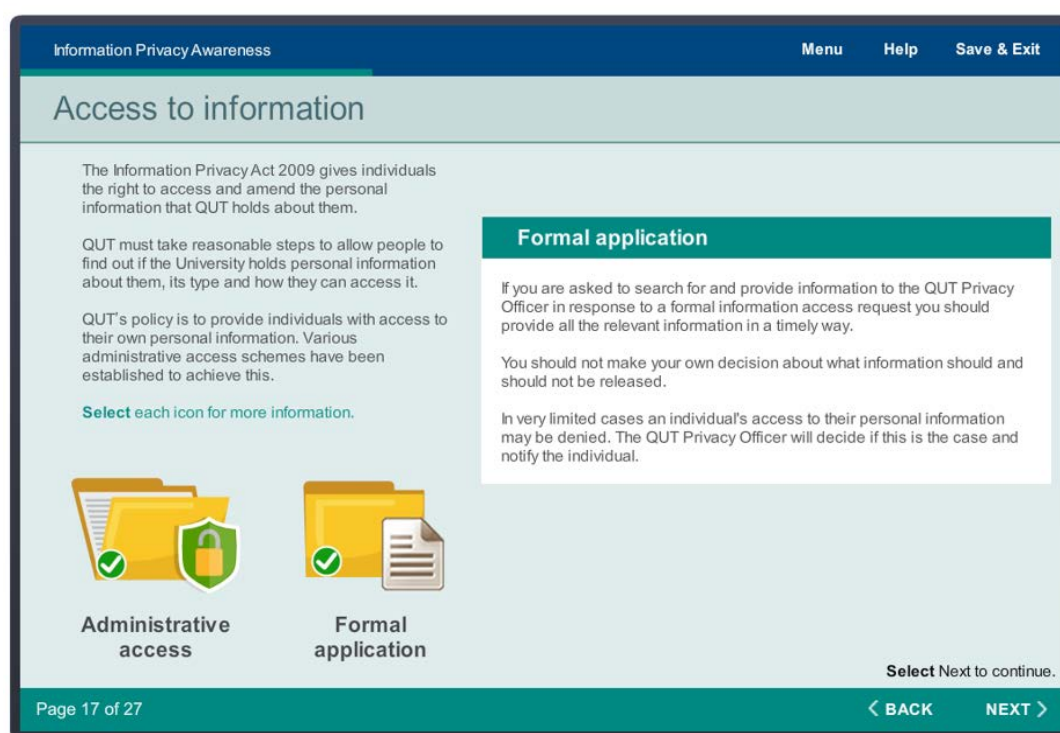 Information Privacy Awareness
Menu Help Save & Exit
Access to information
The Information Privacy Act 2009 gives individuals
the right to access and amend the personal
information that QUT holds about them.
QUT must take reasonable steps to allow people to
find out if the University holds personal information
about them, its type and how they can access it.
QUT's policy is to provide individuals with access to
their own personal information. Various
administrative access schemes have been
established to achieve this.
Select each icon for more information.
Administrative
access
Formal
application
Formal application
If you are asked to search for and provide information to the QUT Privacy
Officer in response to a formal information access request you should
provide all the relevant information in a timely way.
You should not make your own decision about what information should and
should not be released.
In very limited cases an individual's access to their personal information
may be denied. The QUT Privacy Officer will decide if this is the case and
notify the individual.
Select Next to continue.
Page 17 of 27
BACK NEXT